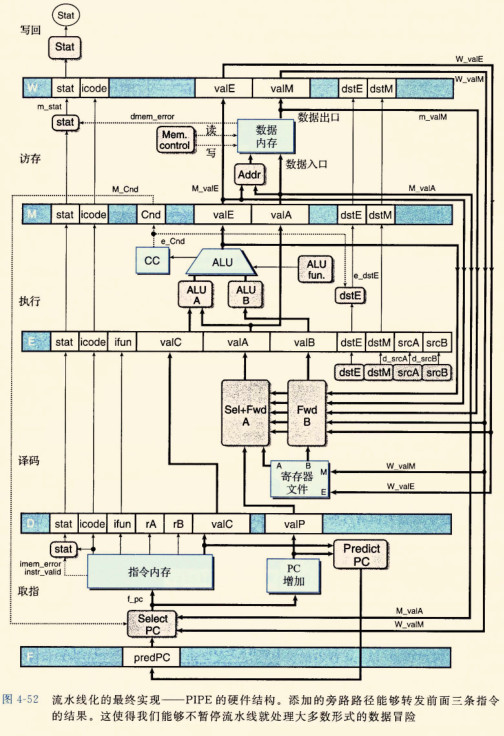 Stat
写回
Stat
W_valE
W_valM
W stat icode valE valM dstE dstM
m_stat
stat
dmem_error
数据出口
m_valM
Mem. control
读
写
数据内存
访存
Addr
数据入口
M_Cnd
M_valE
M_valA
M stat icode Cnd valE valA dstE dstM
e_Cnd
CC
ALU
ALU fun.
e_dstE
执行
ALU A
ALU B
dstE
E stat icode ifun valC valA valB dstE dstM srcA srcB
d_srcA d_srcB
dstE dstM srcA srcB
Sel+Fwd A
Fwd B
译码
A B
W_valM
M
寄存器文件
E
W_valE
D stat icode ifun rA rB valC valP
stat
imem_error
instr_valid
Predict PC
指令内存
PC 增加
取指
f_pc
M_valA
Select PC
W_valM
F predPC
图 4-52 流水线化的最终实现——PIPE的硬件结构。添加的旁路路径能够转发前面三条指令
的结果。这使得我们能够不暂停流水线就处理大多数形式的数据冒险